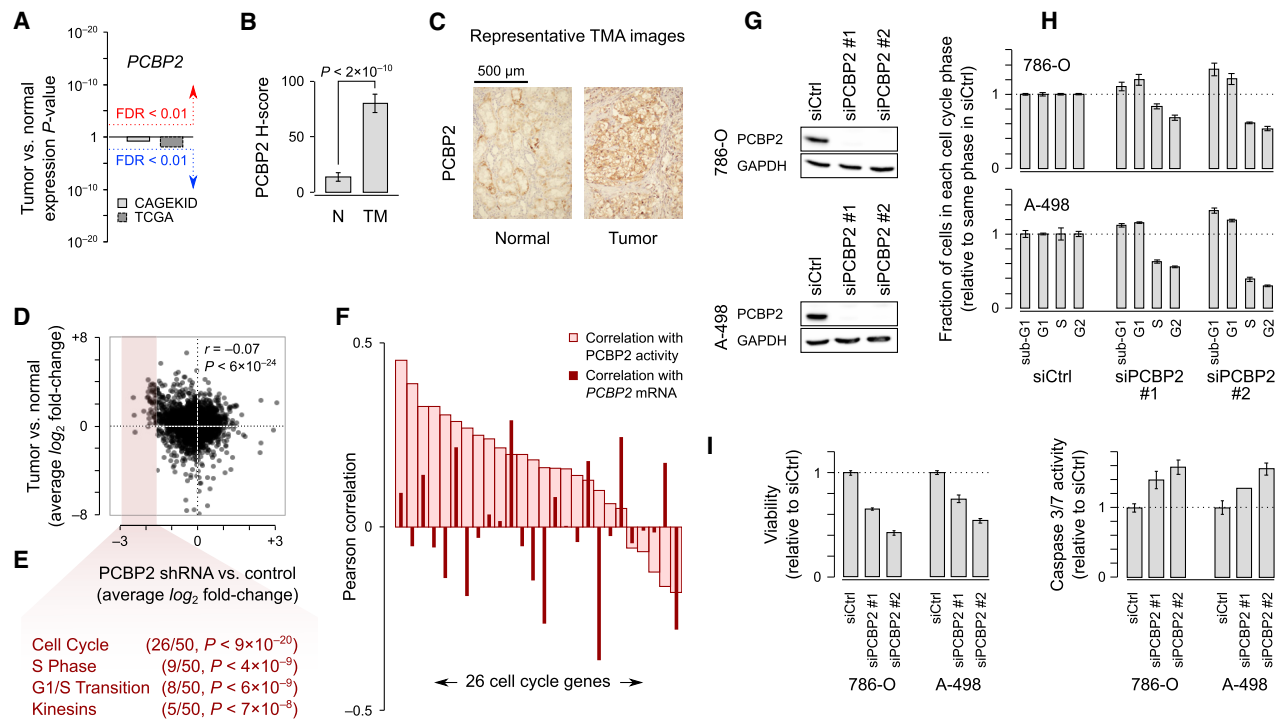 A
Tumor vs. normal
expression P-value
10⁻²⁰
10⁻¹⁰
1
10⁻¹⁰
10⁻²⁰
PCBP2
FDR < 0.01
FDR < 0.01
CAGEKID
TCGA
B
P < 2×10⁻¹⁰
PCBP2 H-score
100
50
0
N TM
C
Representative TMA images
500 µm
PCBP2
Normal Tumor
G
siCtrl
siPCBP2 #1
siPCBP2 #2
786-O
PCBP2
GAPDH
siCtrl
siPCBP2 #1
siPCBP2 #2
A-498
PCBP2
GAPDH
H
Fraction of cells in each cell cycle phase
(relative to same phase in siCtrl)
786-O
1
0
A-498
1
0
sub-G1
G1
S
G2
sub-G1
G1
S
G2
sub-G1
G1
S
G2
siCtrl
siPCBP2
#1
siPCBP2
#2
D
Tumor vs. normal
(average log₂ fold-change)
+8
0
−8
r = −0.07
P < 6×10⁻²⁴
−3 0 +3
PCBP2 shRNA vs. control
(average log₂ fold-change)
E
Cell Cycle (26/50, P < 9×10⁻²⁰)
S Phase (9/50, P < 4×10⁻⁹)
G1/S Transition (8/50, P < 6×10⁻⁹)
Kinesins (5/50, P < 7×10⁻⁸)
F
Pearson correlation
0.5
0
−0.5
Correlation with
PCBP2 activity
Correlation with
PCBP2 mRNA
26 cell cycle genes
I
Viability
(relative to siCtrl)
1
0
siCtrl
siPCBP2 #1
siPCBP2 #2
siCtrl
siPCBP2 #1
siPCBP2 #2
786-O A-498
Caspase 3/7 activity
(relative to siCtrl)
1
0
siCtrl
siPCBP2 #1
siPCBP2 #2
siCtrl
siPCBP2 #1
siPCBP2 #2
786-O A-498